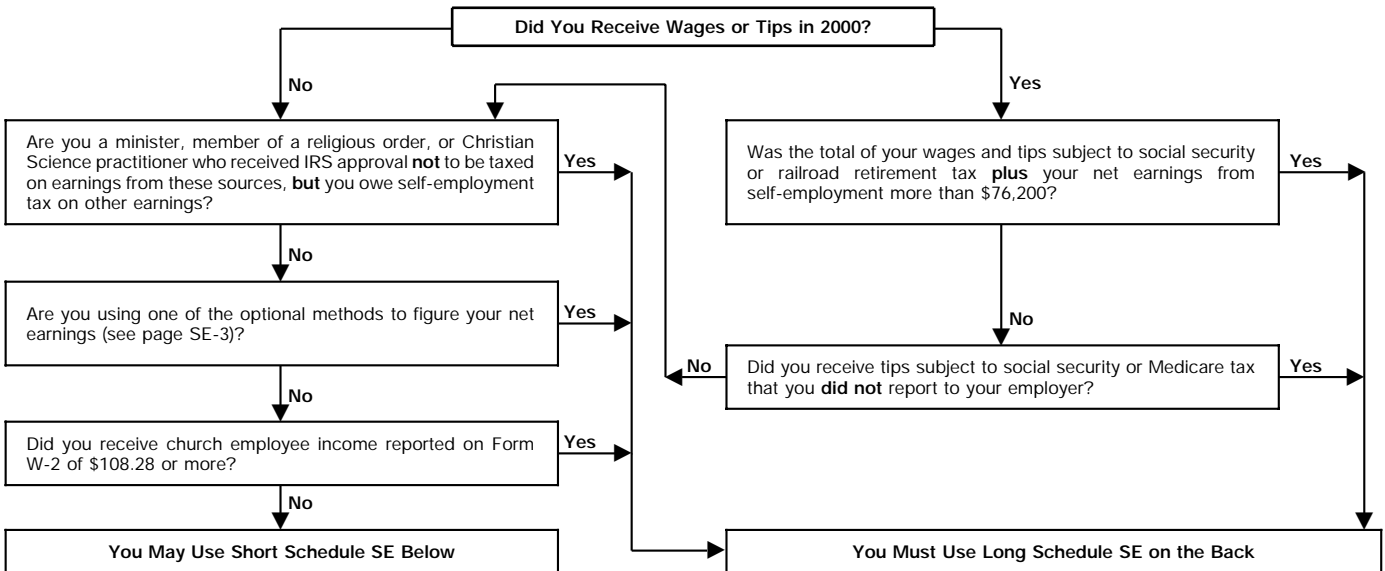 Did You Receive Wages or Tips in 2000?
No
Yes
Are you a minister, member of a religious order, or Christian
Science practitioner who received IRS approval not to be taxed
on earnings from these sources, but you owe self-employment
tax on other earnings?
Yes
Was the total of your wages and tips subject to social security
or railroad retirement tax plus your net earnings from
self-employment more than $76,200?
Yes
No
Are you using one of the optional methods to figure your net
earnings (see page SE-3)?
Yes
No
No
Did you receive tips subject to social security or Medicare tax
that you did not report to your employer?
Yes
No
Did you receive church employee income reported on Form
W-2 of $108.28 or more?
Yes
No
You May Use Short Schedule SE Below
You Must Use Long Schedule SE on the Back